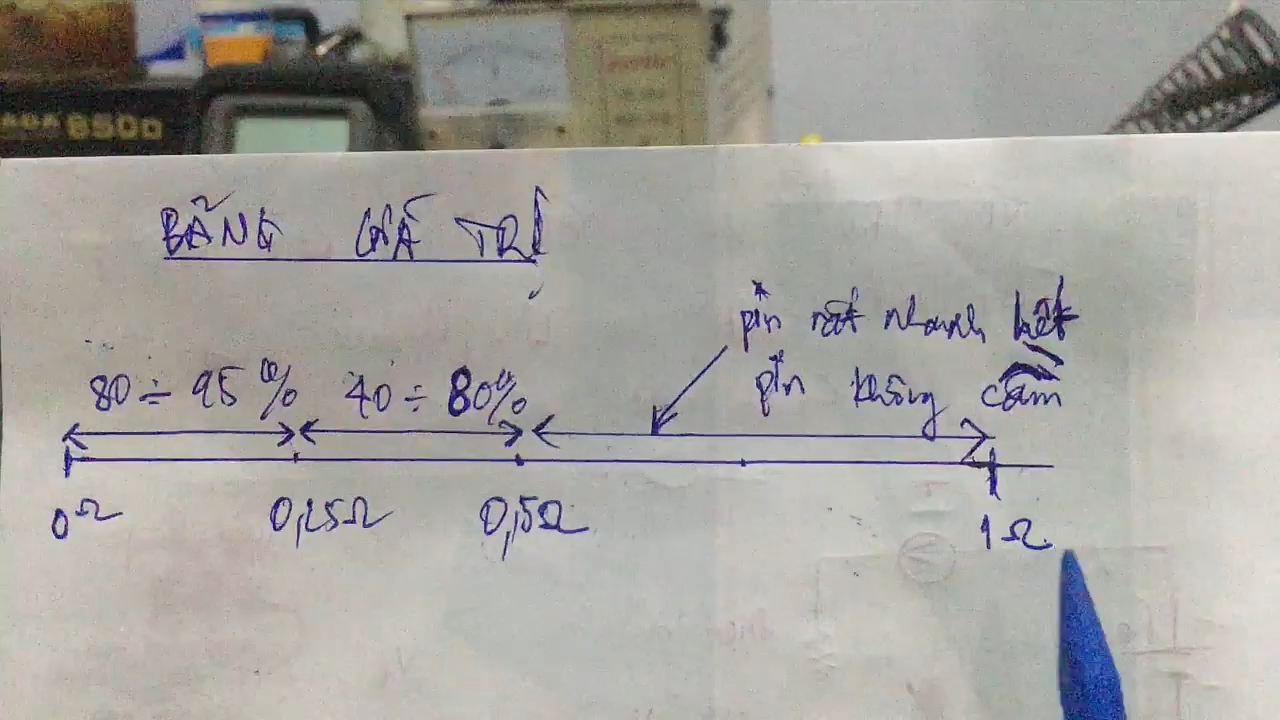 8500
BẢNG GIÁ TRỊ
pin rất nhanh hết
pin không cầm
80 ÷ 95% 40 ÷ 80%
0Ω 0,25Ω 0,5Ω 1Ω